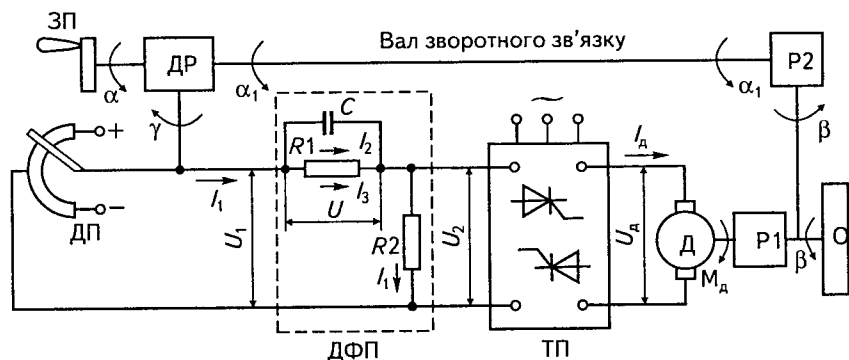 ЗП
α
ДР
α₁
Вал зворотного зв'язку
α₁
Р2
β
γ
+
−
ДП
I₁
U₁
C
R1
I₂
I₃
U
R2
I₁
U₂
ДФП
~
ТП
Iд
Uд
Д
Мд
Р1
β
О